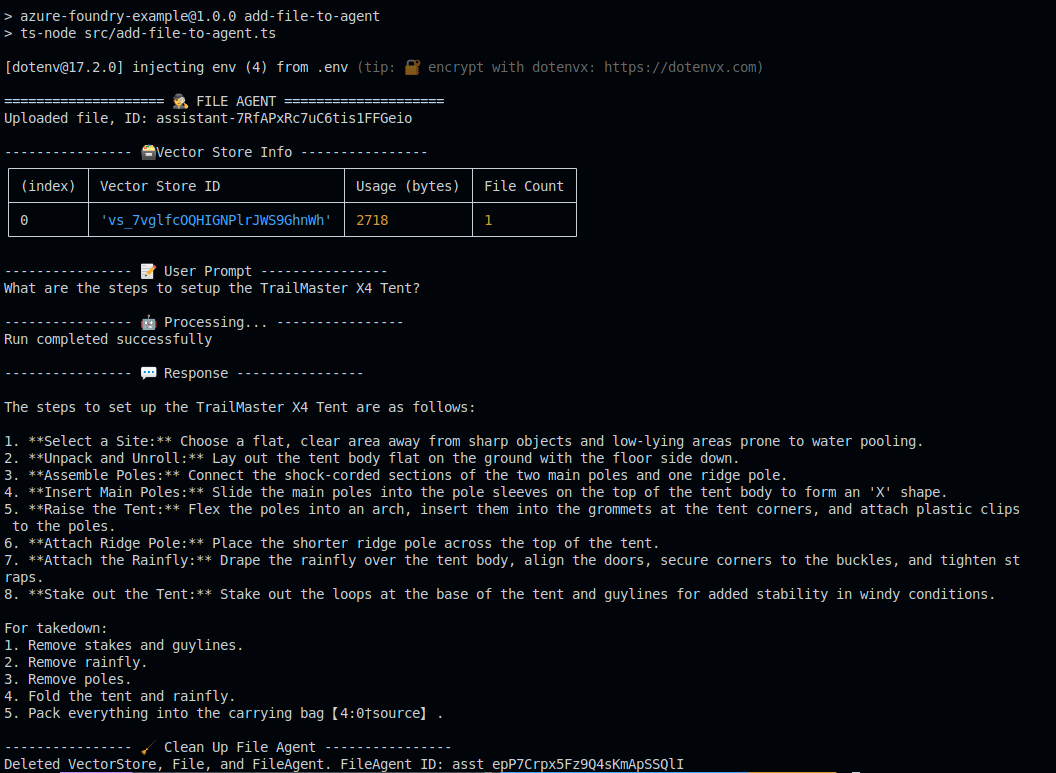 > azure-foundry-example@1.0.0 add-file-to-agent
> ts-node src/add-file-to-agent.ts
[dotenv@17.2.0] injecting env (4) from .env (tip: 🔐 encrypt with dotenvx: https://dotenvx.com)
==================== 🕵️ FILE AGENT ====================
Uploaded file, ID: assistant-7RfAPxRc7uC6tis1FFGeio
---------------- 🗃️Vector Store Info ----------------
(index) Vector Store ID Usage (bytes) File Count
0 'vs_7vglfcOQHIGNPlrJWS9GhnWh' 2718 1
---------------- 📝 User Prompt ----------------
What are the steps to setup the TrailMaster X4 Tent?
---------------- 🤖 Processing... ----------------
Run completed successfully
---------------- 💬 Response ----------------
The steps to set up the TrailMaster X4 Tent are as follows:
1. **Select a Site:** Choose a flat, clear area away from sharp objects and low-lying areas prone to water pooling.
2. **Unpack and Unroll:** Lay out the tent body flat on the ground with the floor side down.
3. **Assemble Poles:** Connect the shock-corded sections of the two main poles and one ridge pole.
4. **Insert Main Poles:** Slide the main poles into the pole sleeves on the top of the tent body to form an 'X' shape.
5. **Raise the Tent:** Flex the poles into an arch, insert them into the grommets at the tent corners, and attach plastic clips
to the poles.
6. **Attach Ridge Pole:** Place the shorter ridge pole across the top of the tent.
7. **Attach the Rainfly:** Drape the rainfly over the tent body, align the doors, secure corners to the buckles, and tighten st
raps.
8. **Stake out the Tent:** Stake out the loops at the base of the tent and guylines for added stability in windy conditions.
For takedown:
1. Remove stakes and guylines.
2. Remove rainfly.
3. Remove poles.
4. Fold the tent and rainfly.
5. Pack everything into the carrying bag【4:0†source】.
---------------- 🧹 Clean Up File Agent ----------------
Deleted VectorStore, File, and FileAgent. FileAgent ID: asst_epP7Crpx5Fz9Q4sKmApSSQlI